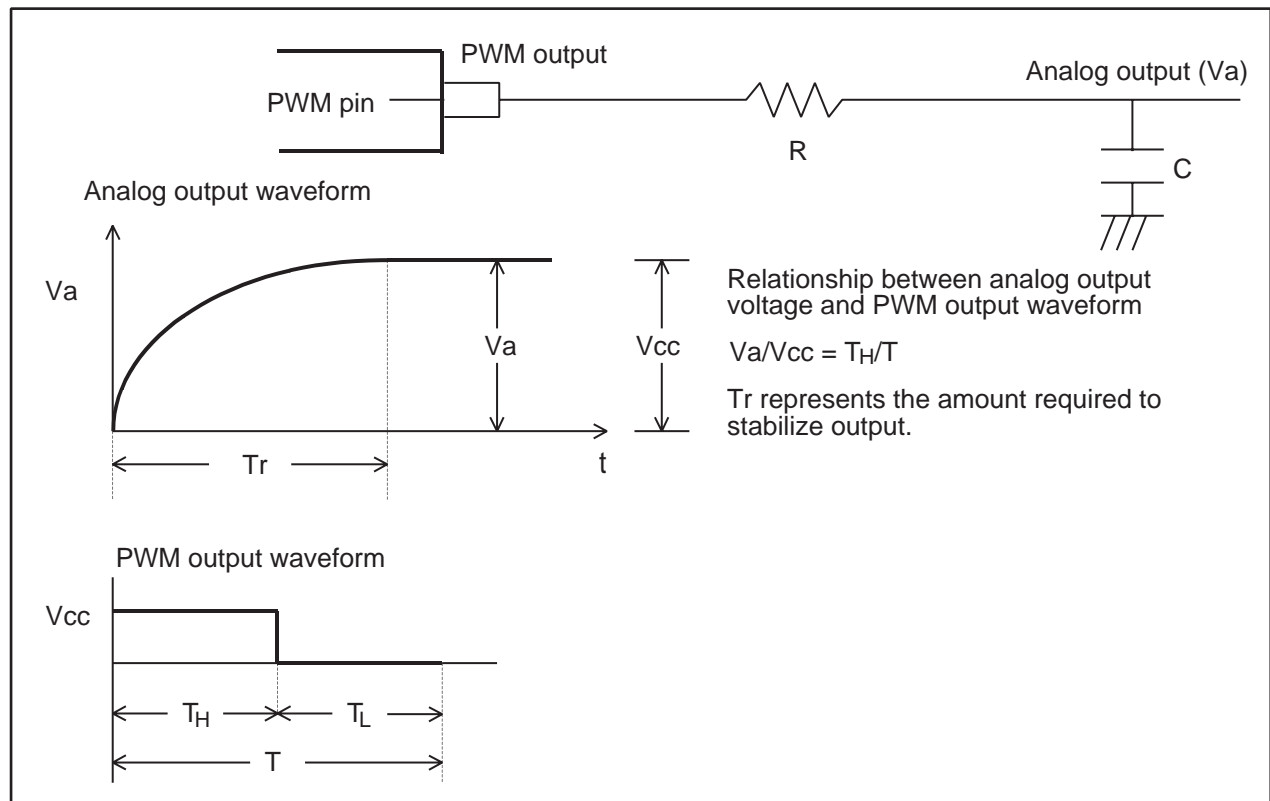 PWM output
Analog output (Va)
PWM pin
R
C
Analog output waveform
Va
Va
Vcc
Tr
t
Relationship between analog output
voltage and PWM output waveform
Va/Vcc = TH/T
Tr represents the amount required to
stabilize output.
PWM output waveform
Vcc
TH
TL
T